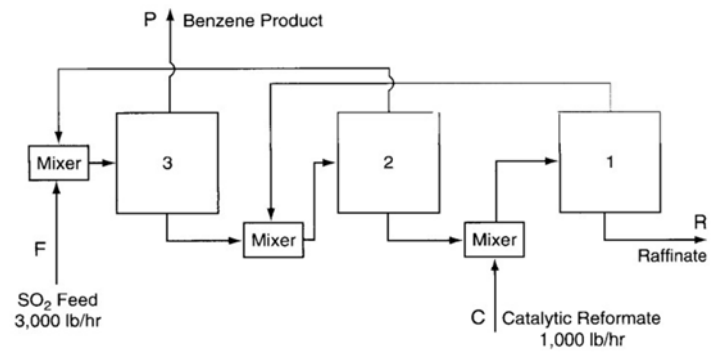 P Benzene Product
Mixer
3
2
1
Mixer
Mixer
F
R
Raffinate
SO₂ Feed
3,000 lb/hr
C Catalytic Reformate
1,000 lb/hr